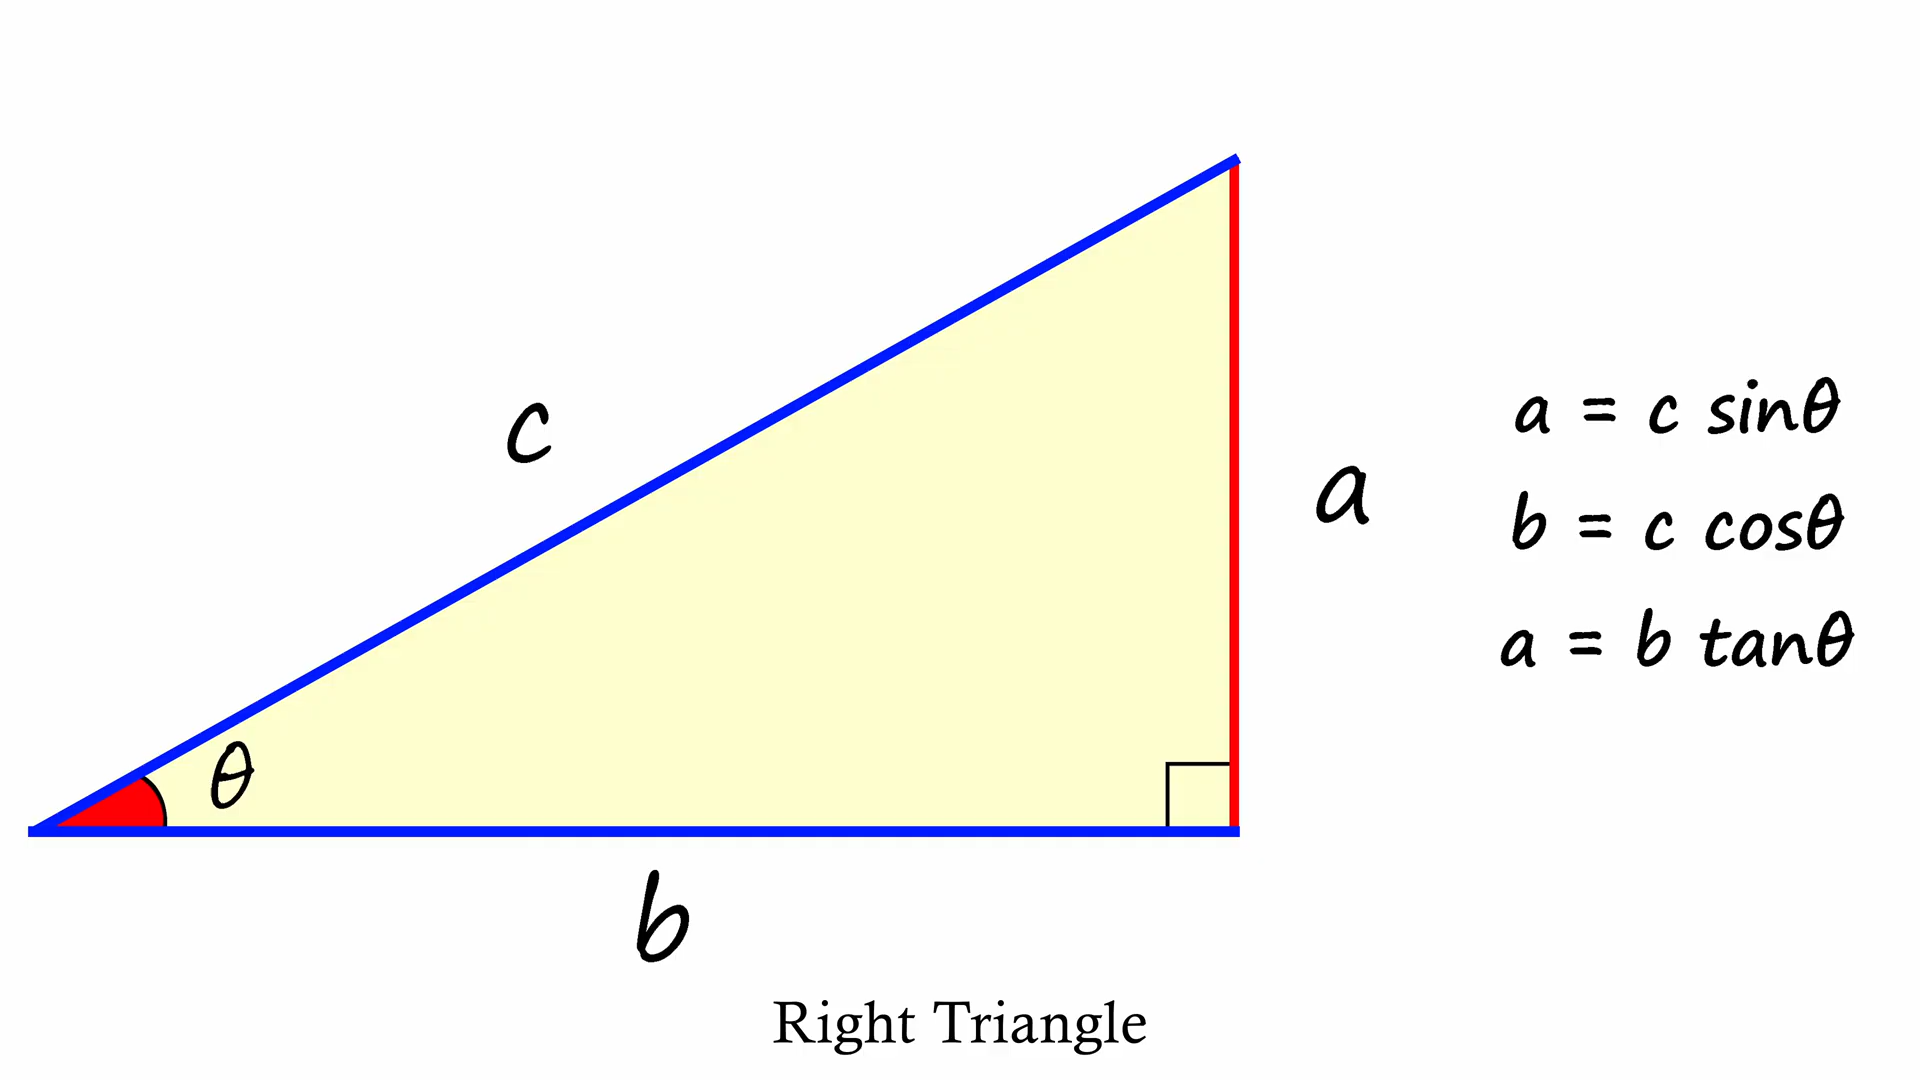 c
a
a = c sinθ
b = c cosθ
a = b tanθ
θ
b
Right Triangle